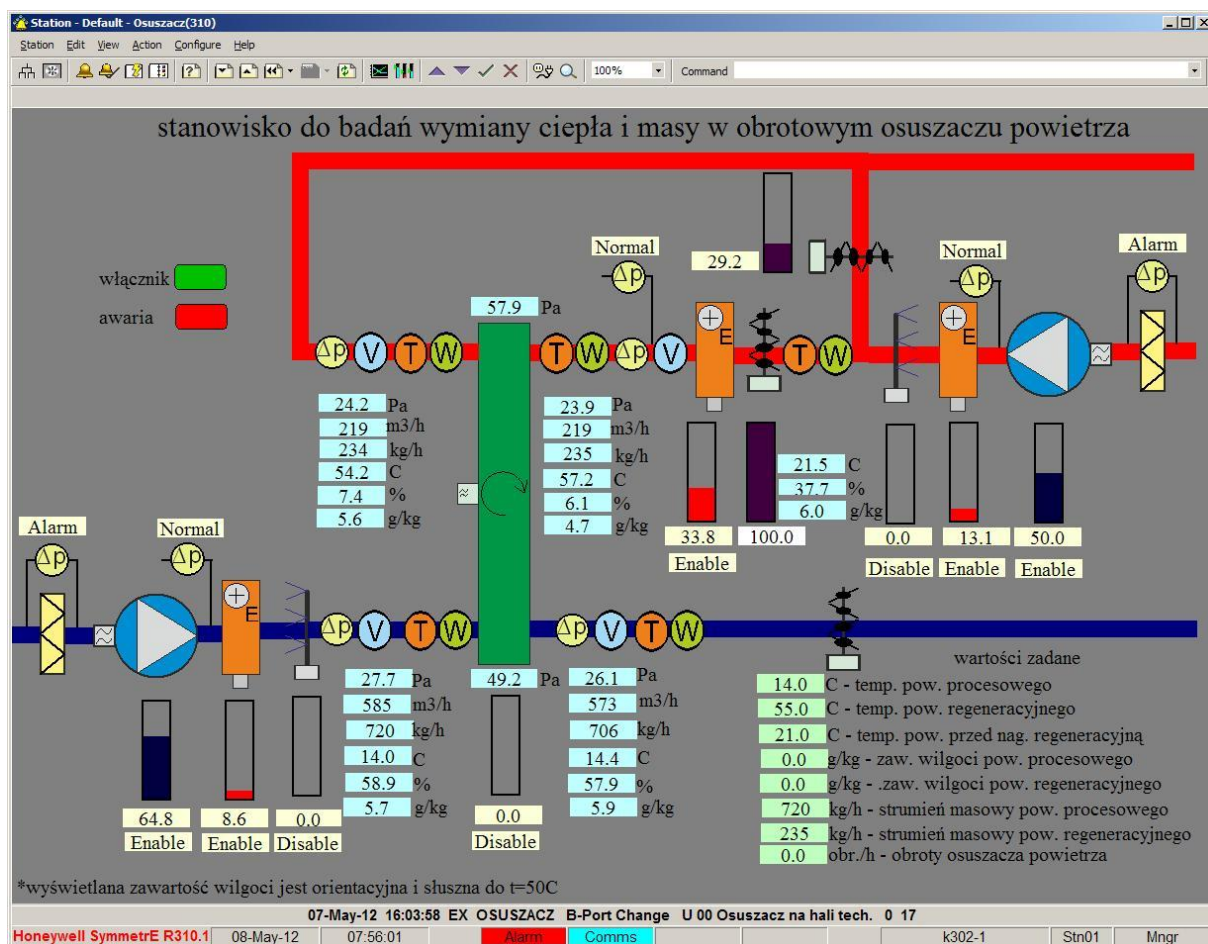 Station - Default - Osuszacz(310)
Station Edit View Action Configure Help
100% Command
stanowisko do badań wymiany ciepła i masy w obrotowym osuszaczu powietrza
włącznik
awaria
Normal
Δp
29.2
Normal
Δp
Alarm
Δp
57.9 Pa
E
E
Δp V T W
T W Δp V
T W
24.2 Pa
219 m3/h
234 kg/h
54.2 C
7.4 %
5.6 g/kg
23.9 Pa
219 m3/h
235 kg/h
57.2 C
6.1 %
4.7 g/kg
21.5 C
37.7 %
6.0 g/kg
33.8 100.0 0.0 13.1 50.0
Enable Disable Enable Enable
Alarm
Δp
Normal
Δp
E
Δp V T W
Δp V T W
49.2 Pa
27.7 Pa
585 m3/h
720 kg/h
14.0 C
58.9 %
5.7 g/kg
26.1 Pa
573 m3/h
706 kg/h
14.4 C
57.9 %
5.9 g/kg
64.8 8.6 0.0 0.0
Enable Enable Disable Disable
wartości zadane
14.0 C - temp. pow. procesowego
55.0 C - temp. pow. regeneracyjnego
21.0 C - temp. pow. przed nag. regeneracyjną
0.0 g/kg - zaw. wilgoci pow. procesowego
0.0 g/kg - .zaw. wilgoci pow. regeneracyjnego
720 kg/h - strumień masowy pow. procesowego
235 kg/h - strumień masowy pow. regeneracyjnego
0.0 obr./h - obroty osuszacza powietrza
*wyświetlana zawartość wilgoci jest orientacyjna i słuszna do t=50C
07-May-12 16:03:58 EX OSUSZACZ B-Port Change U 00 Osuszacz na hali tech. 0 17
Honeywell SymmetrE R310.1 08-May-12 07:56:01 Alarm Comms k302-1 Stn01 Mngr